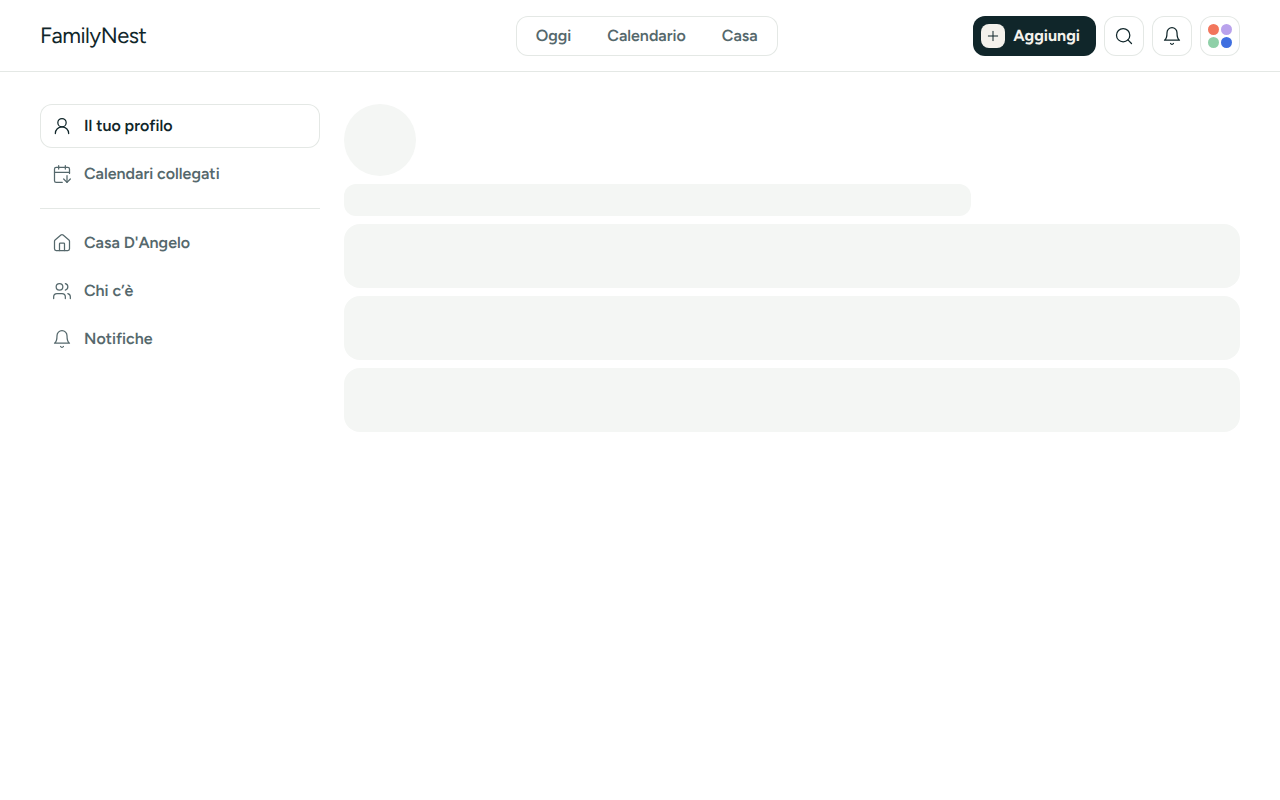 FamilyNest
Oggi
Calendario
Casa
Aggiungi
Il tuo profilo
Calendari collegati
Casa D'Angelo
Chi c’è
Notifiche